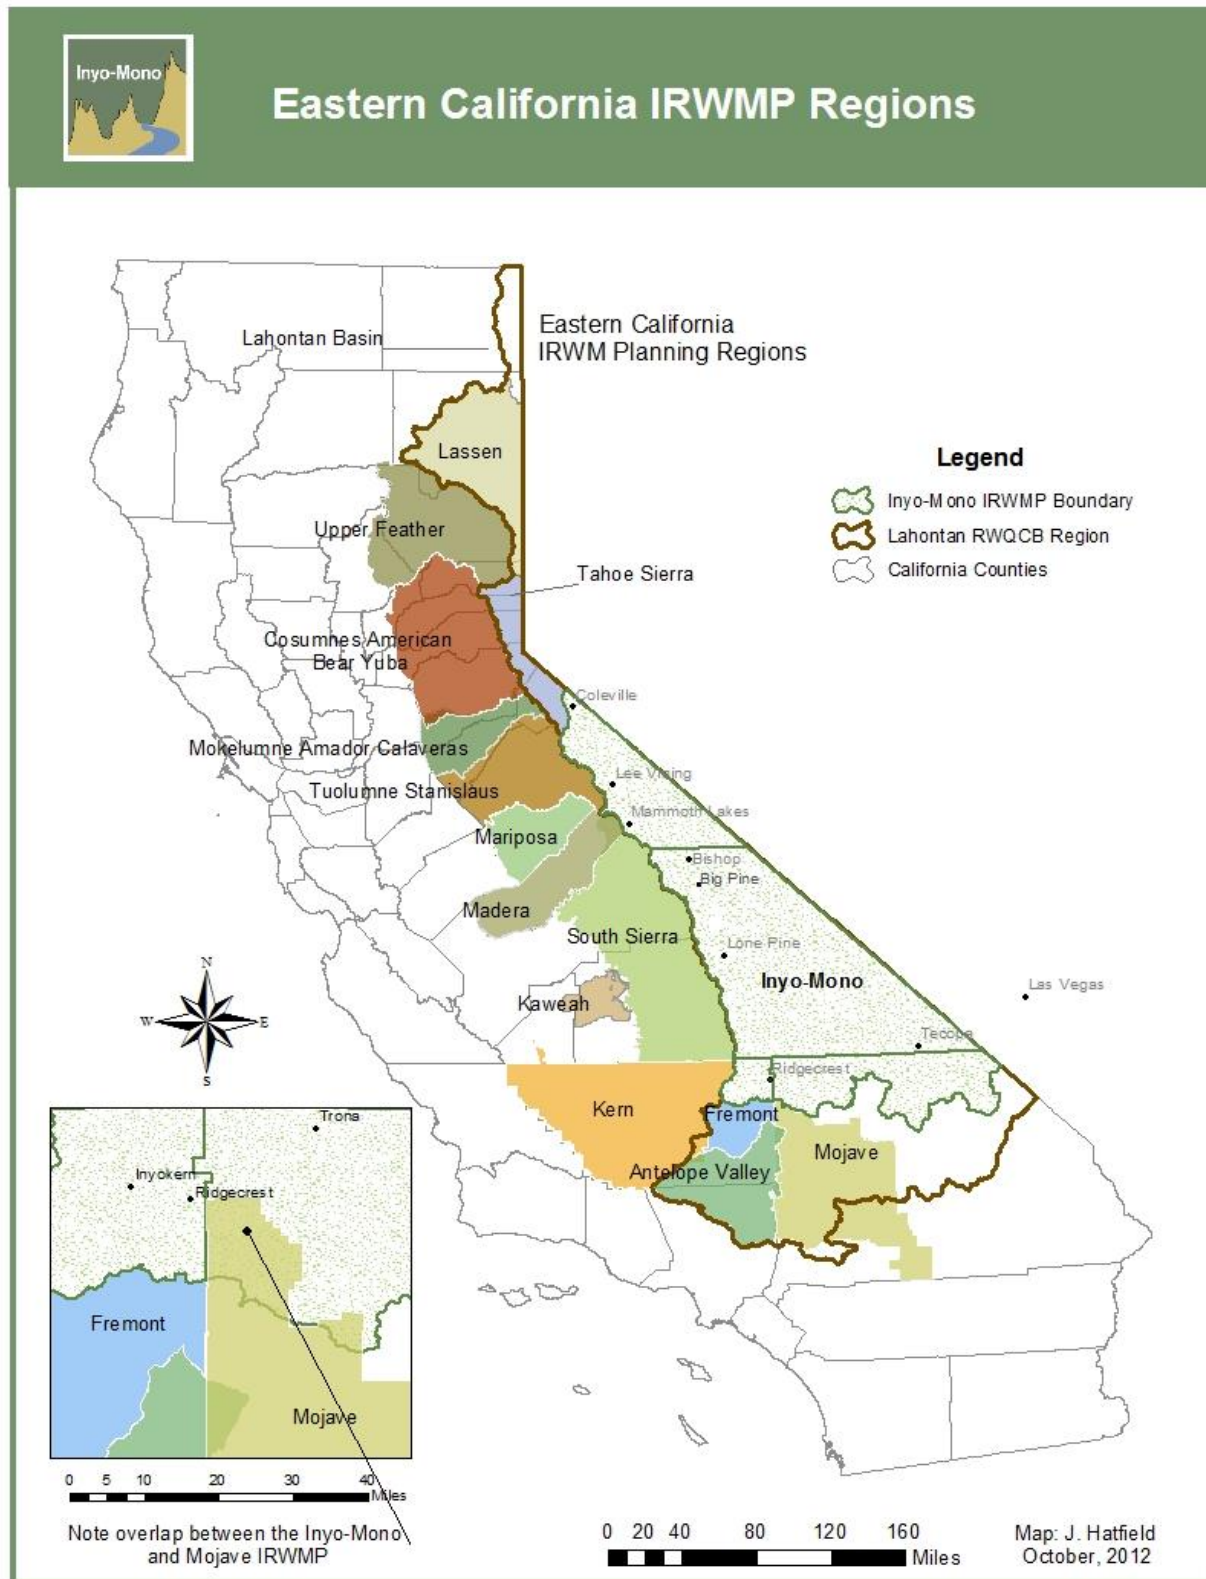 Inyo-Mono
Eastern California IRWMP Regions
Lahontan Basin
Eastern California
IRWM Planning Regions
Lassen
Legend
Inyo-Mono IRWMP Boundary
Lahontan RWQCB Region
California Counties
Upper Feather
Tahoe Sierra
Cosumnes American
Bear Yuba
Coleville
Mokelumne Amador Calaveras
Lee Vining
Tuolumne Stanislaus
Mammoth Lakes
Mariposa
Bishop
Big Pine
Madera
South Sierra
Lone Pine
Inyo-Mono
Las Vegas
Kaweah
N
W
E
S
Tecopa
Ridgecrest
Kern
Fremont
Mojave
Antelope Valley
Trona
Inyokern
Ridgecrest
Fremont
Mojave
0 5 10 20 30 40
Miles
Note overlap between the Inyo-Mono
and Mojave IRWMP
0 20 40 80 120 160
Miles
Map: J. Hatfield
October, 2012